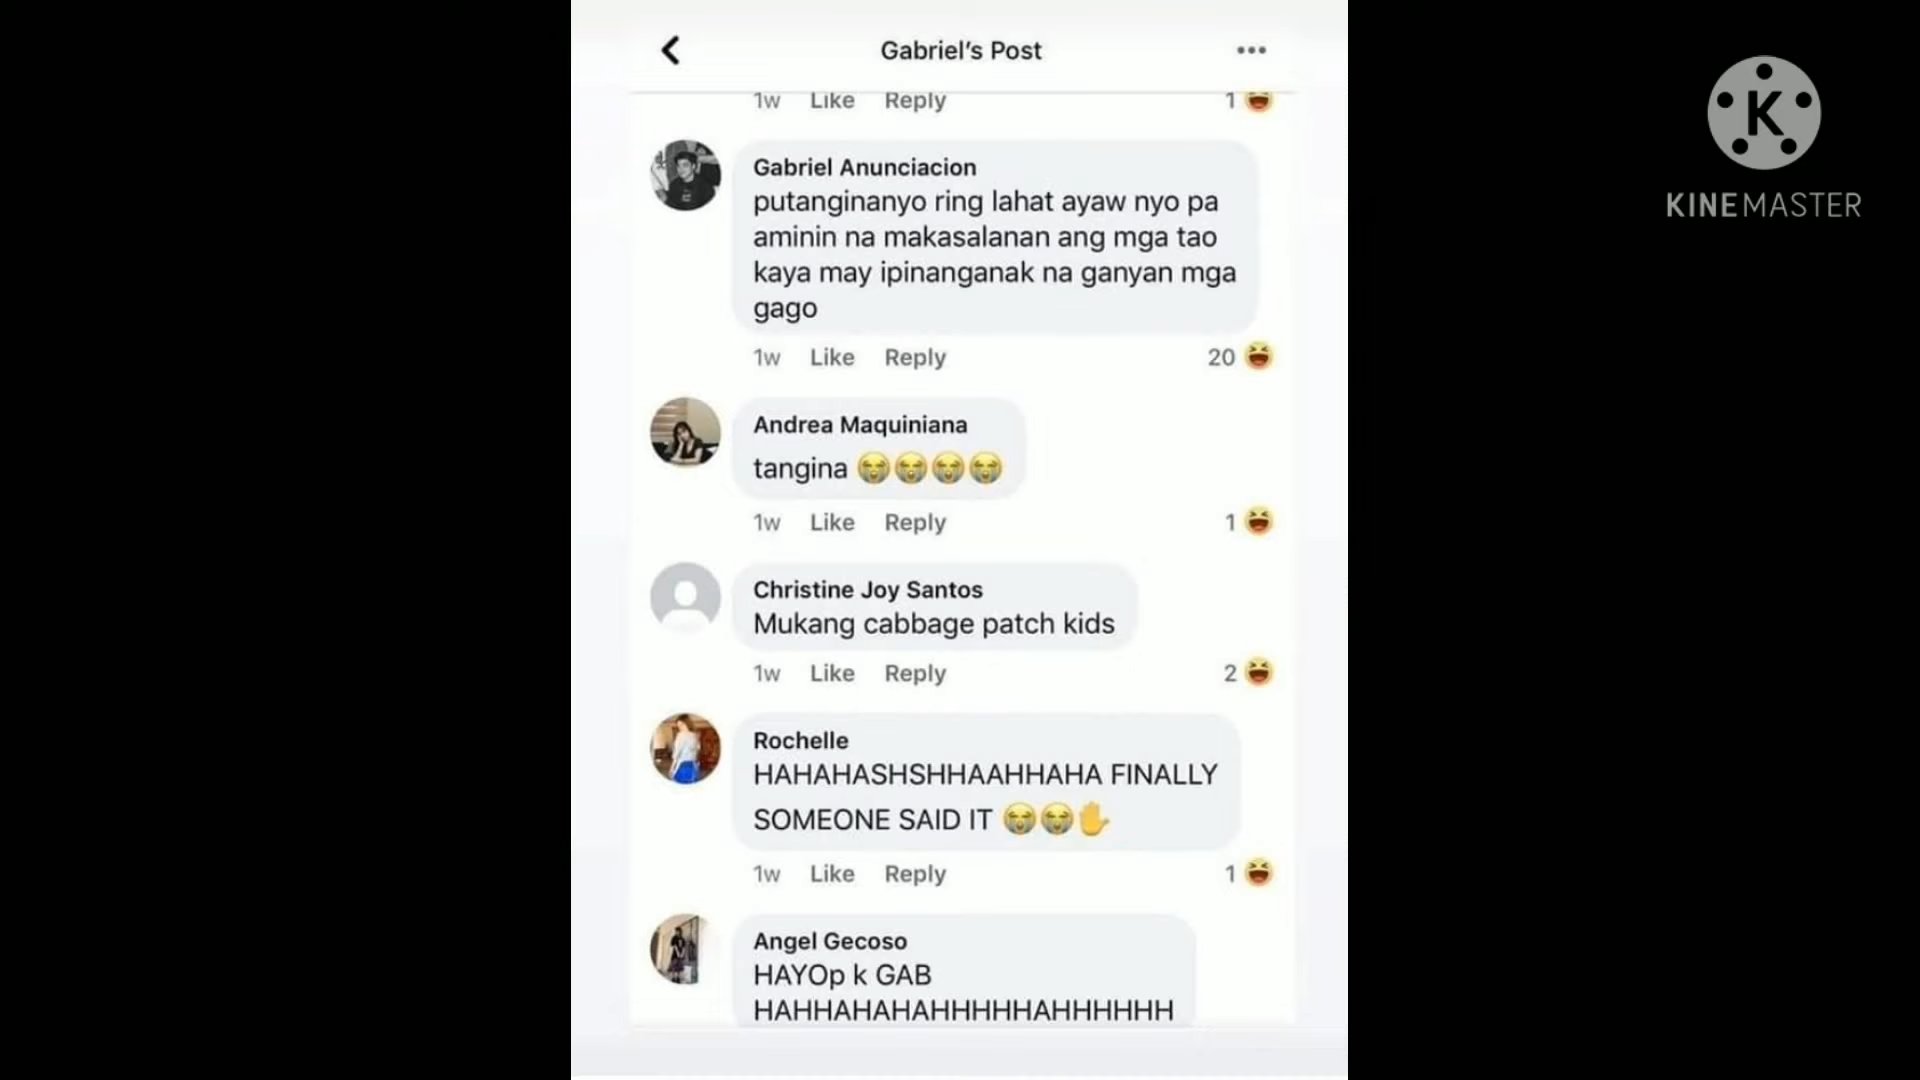 Gabriel's Post
1w Like Reply 1
Gabriel Anunciacion
putanginanyo ring lahat ayaw nyo pa
aminin na makasalanan ang mga tao
kaya may ipinanganak na ganyan mga
gago
1w Like Reply 20
Andrea Maquiniana
tangina 😭😭😭😭
1w Like Reply 1
Christine Joy Santos
Mukang cabbage patch kids
1w Like Reply 2
Rochelle
HAHAHASHSHHAAHHAHA FINALLY
SOMEONE SAID IT 😭😭✋
1w Like Reply 1
Angel Gecoso
HAYOp k GAB
HAHHAHAHAHHHHHAHHHHHH
K
KINEMASTER